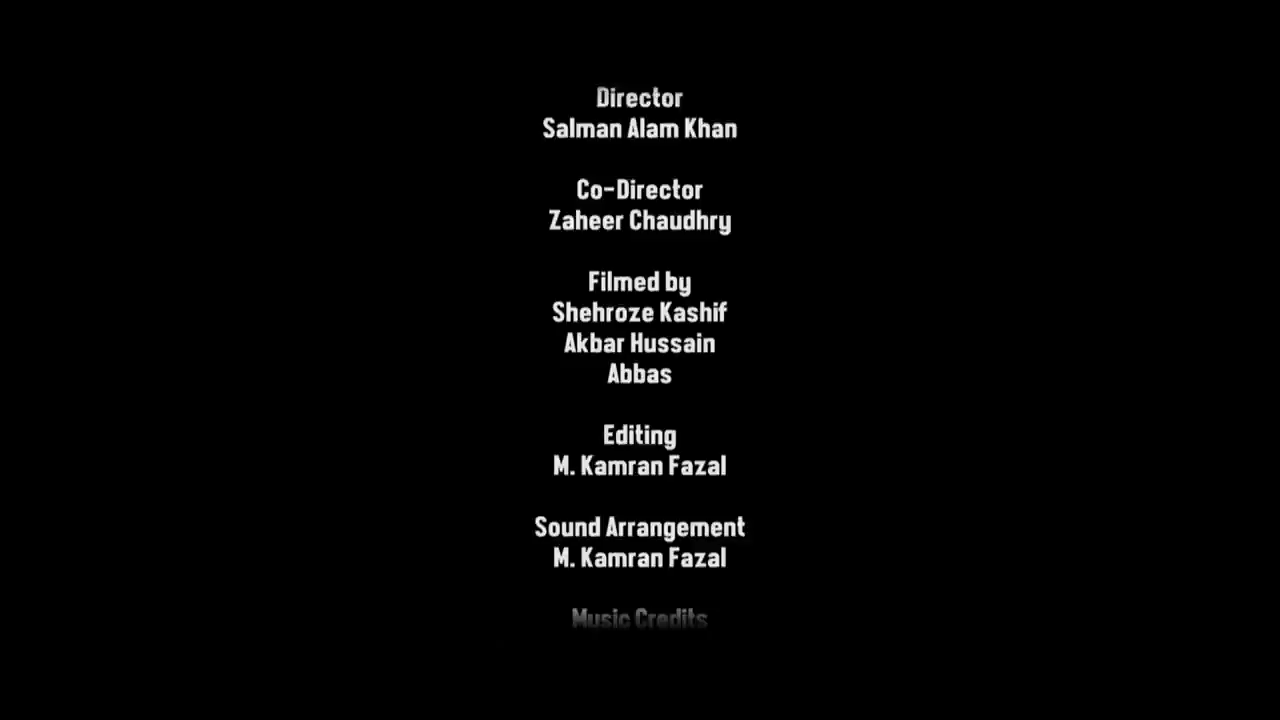 Director
Salman Alam Khan
Co-Director
Zaheer Chaudhry
Filmed by
Shehroze Kashif
Akbar Hussain
Abbas
Editing
M. Kamran Fazal
Sound Arrangement
M. Kamran Fazal
Music Credits